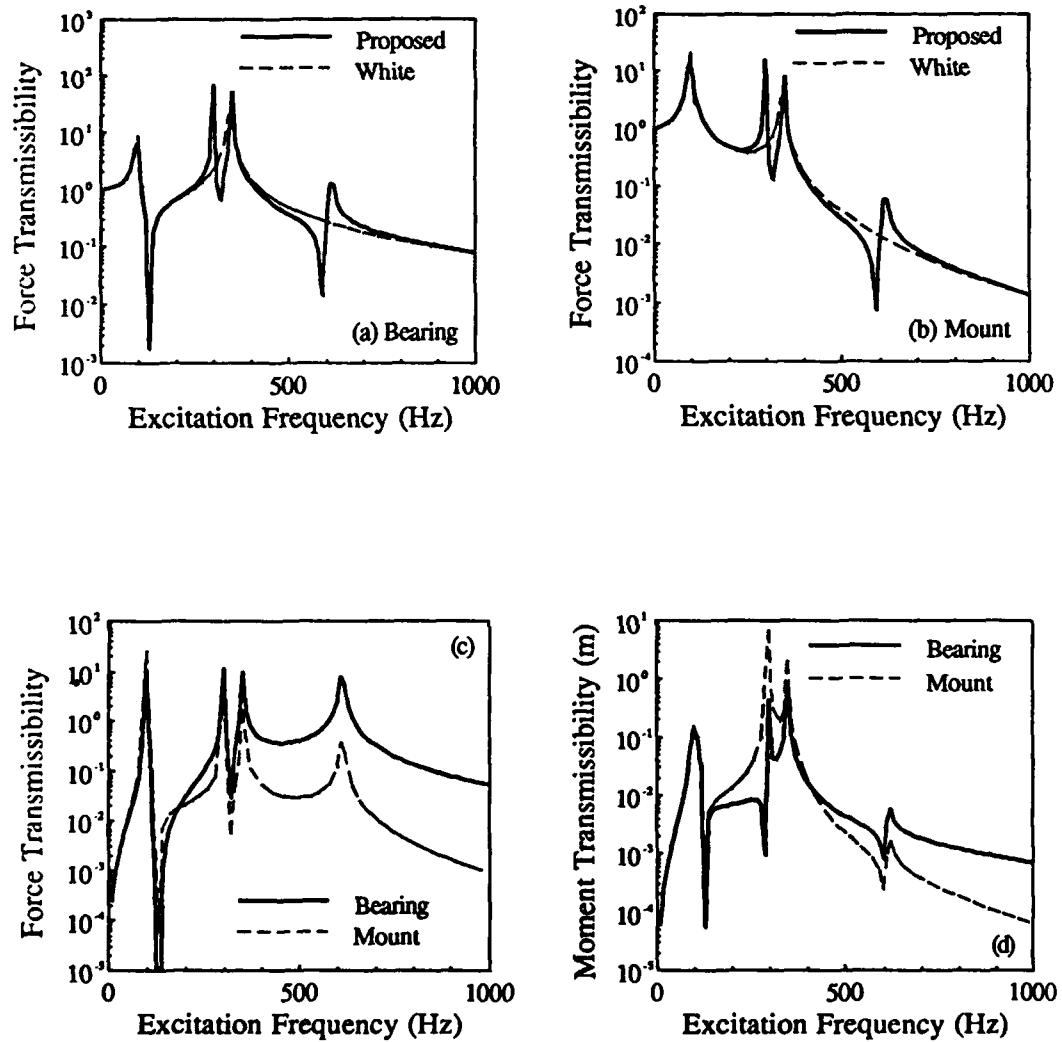 Force Transmissibility
10³
10²
10¹
10⁰
10⁻¹
10⁻²
10⁻³
Proposed
White
(a) Bearing
0
500
1000
Excitation Frequency (Hz)
Force Transmissibility
10²
10¹
10⁰
10⁻¹
10⁻²
10⁻³
10⁻⁴
Proposed
White
(b) Mount
0
500
1000
Excitation Frequency (Hz)
Force Transmissibility
10²
10¹
10⁰
10⁻¹
10⁻²
10⁻³
10⁻⁴
10⁻⁵
(c)
Bearing
Mount
0
500
1000
Excitation Frequency (Hz)
Moment Transmissibility (m)
10¹
10⁰
10⁻¹
10⁻²
10⁻³
10⁻⁴
10⁻⁵
Bearing
Mount
(d)
0
500
1000
Excitation Frequency (Hz)